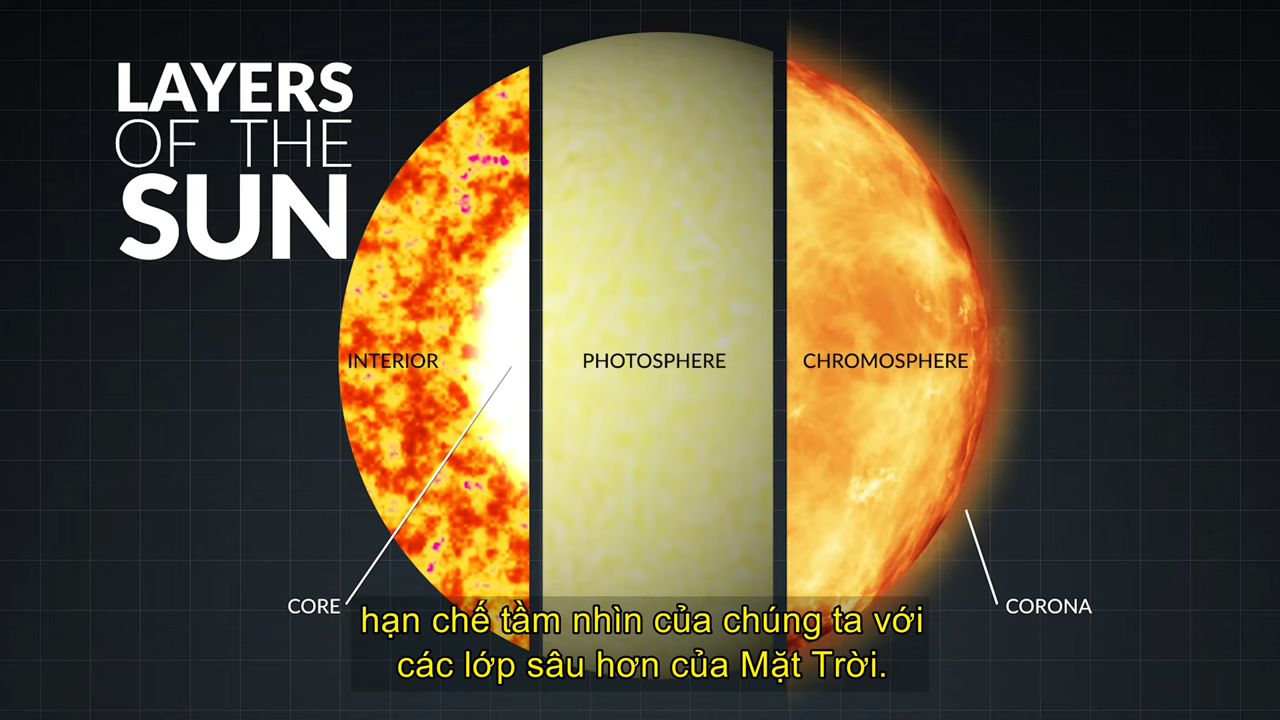 LAYERS
OF THE
SUN
INTERIOR
PHOTOSPHERE
CHROMOSPHERE
CORE
CORONA
hạn chế tầm nhìn của chúng ta với
các lớp sâu hơn của Mặt Trời.